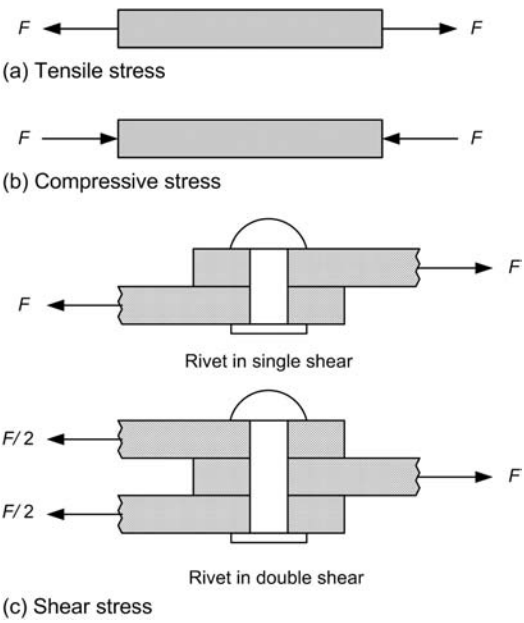 F F
(a) Tensile stress
F F
(b) Compressive stress
F
F
Rivet in single shear
F/2
F
F/2
Rivet in double shear
(c) Shear stress